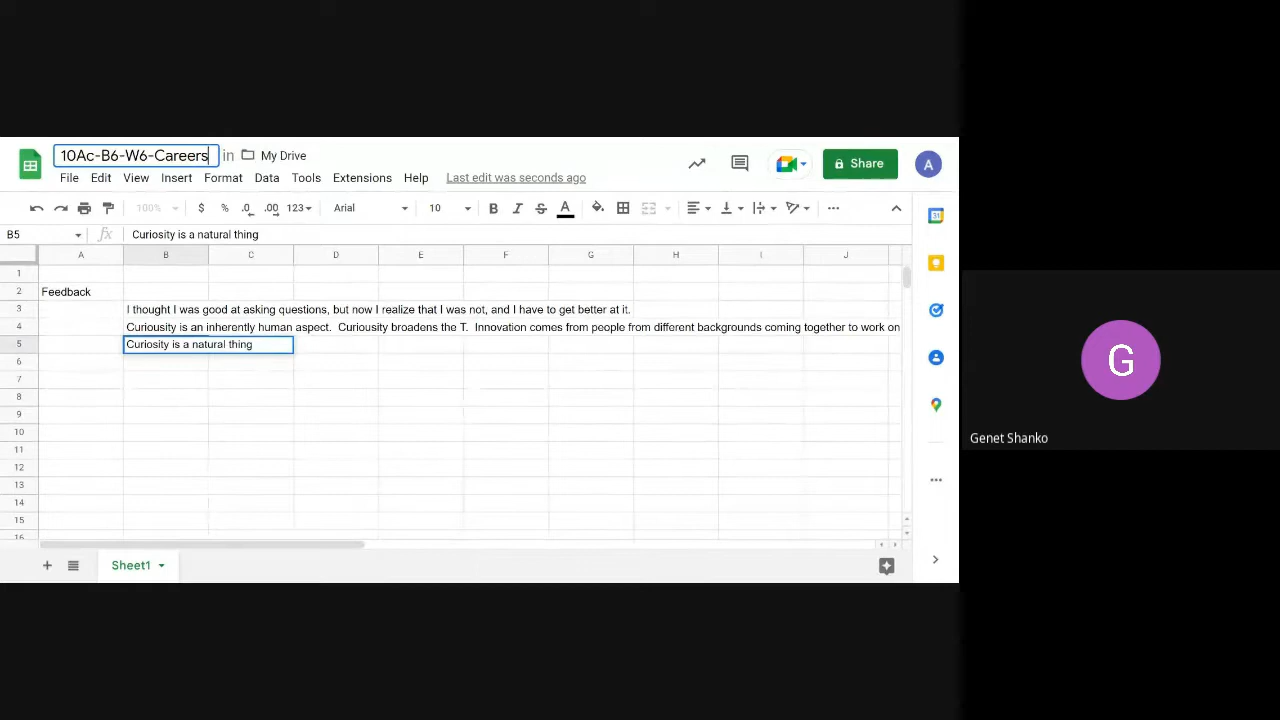 10Ac-B6-W6-Careers in My Drive
File Edit View Insert Format Data Tools Extensions Help Last edit was seconds ago
Share
A
100% $ % .0 .00 123 Arial 10 B I S A
31
B5 fx Curiosity is a natural thing
A B C D E F G H I J
1
2 Feedback
3 I thought I was good at asking questions, but now I realize that I was not, and I have to get better at it.
4 Curiousity is an inherently human aspect. Curiousity broadens the T. Innovation comes from people from different backgrounds coming together to work on
5 Curiosity is a natural thing
6
7
8
9
10
11
12
13
14
15
16
Sheet1
G
Genet Shanko